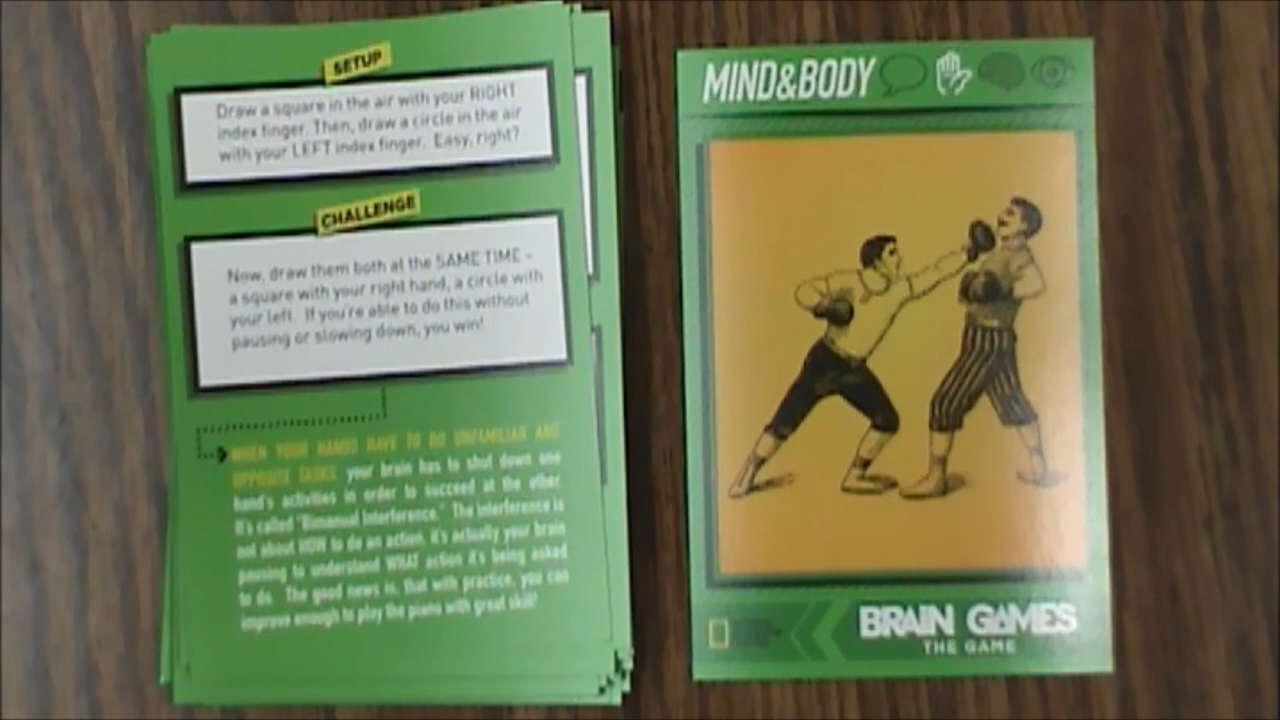 SETUP
Draw a square in the air with your RIGHT
index finger. Then, draw a circle in the air
with your LEFT index finger. Easy, right?
CHALLENGE
Now, draw them both at the SAME TIME -
a square with your right hand, a circle with
your left. If you're able to do this without
pausing or slowing down, you win!
WHEN YOUR HANDS HAVE TO DO UNFAMILIAR AND
OPPOSITE TASKS your brain has to shut down one
hand's activities in order to succeed at the other.
It's called "Bimanual Interference." The interference is
not about HOW to do an action, it's actually your brain
pausing to understand WHAT action it's being asked
to do. The good news is, that with practice, you can
improve enough to play the piano with great skill!
MIND&BODY
BRAIN GAMES
THE GAME